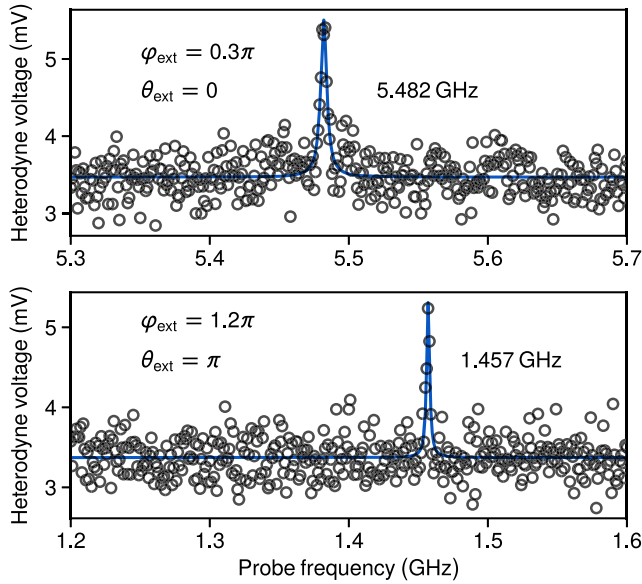 Heterodyne voltage (mV)
5
4
3
φext = 0.3π
θext = 0
5.482 GHz
5.3 5.4 5.5 5.6 5.7
Heterodyne voltage (mV)
5
4
3
φext = 1.2π
θext = π
1.457 GHz
1.2 1.3 1.4 1.5 1.6
Probe frequency (GHz)